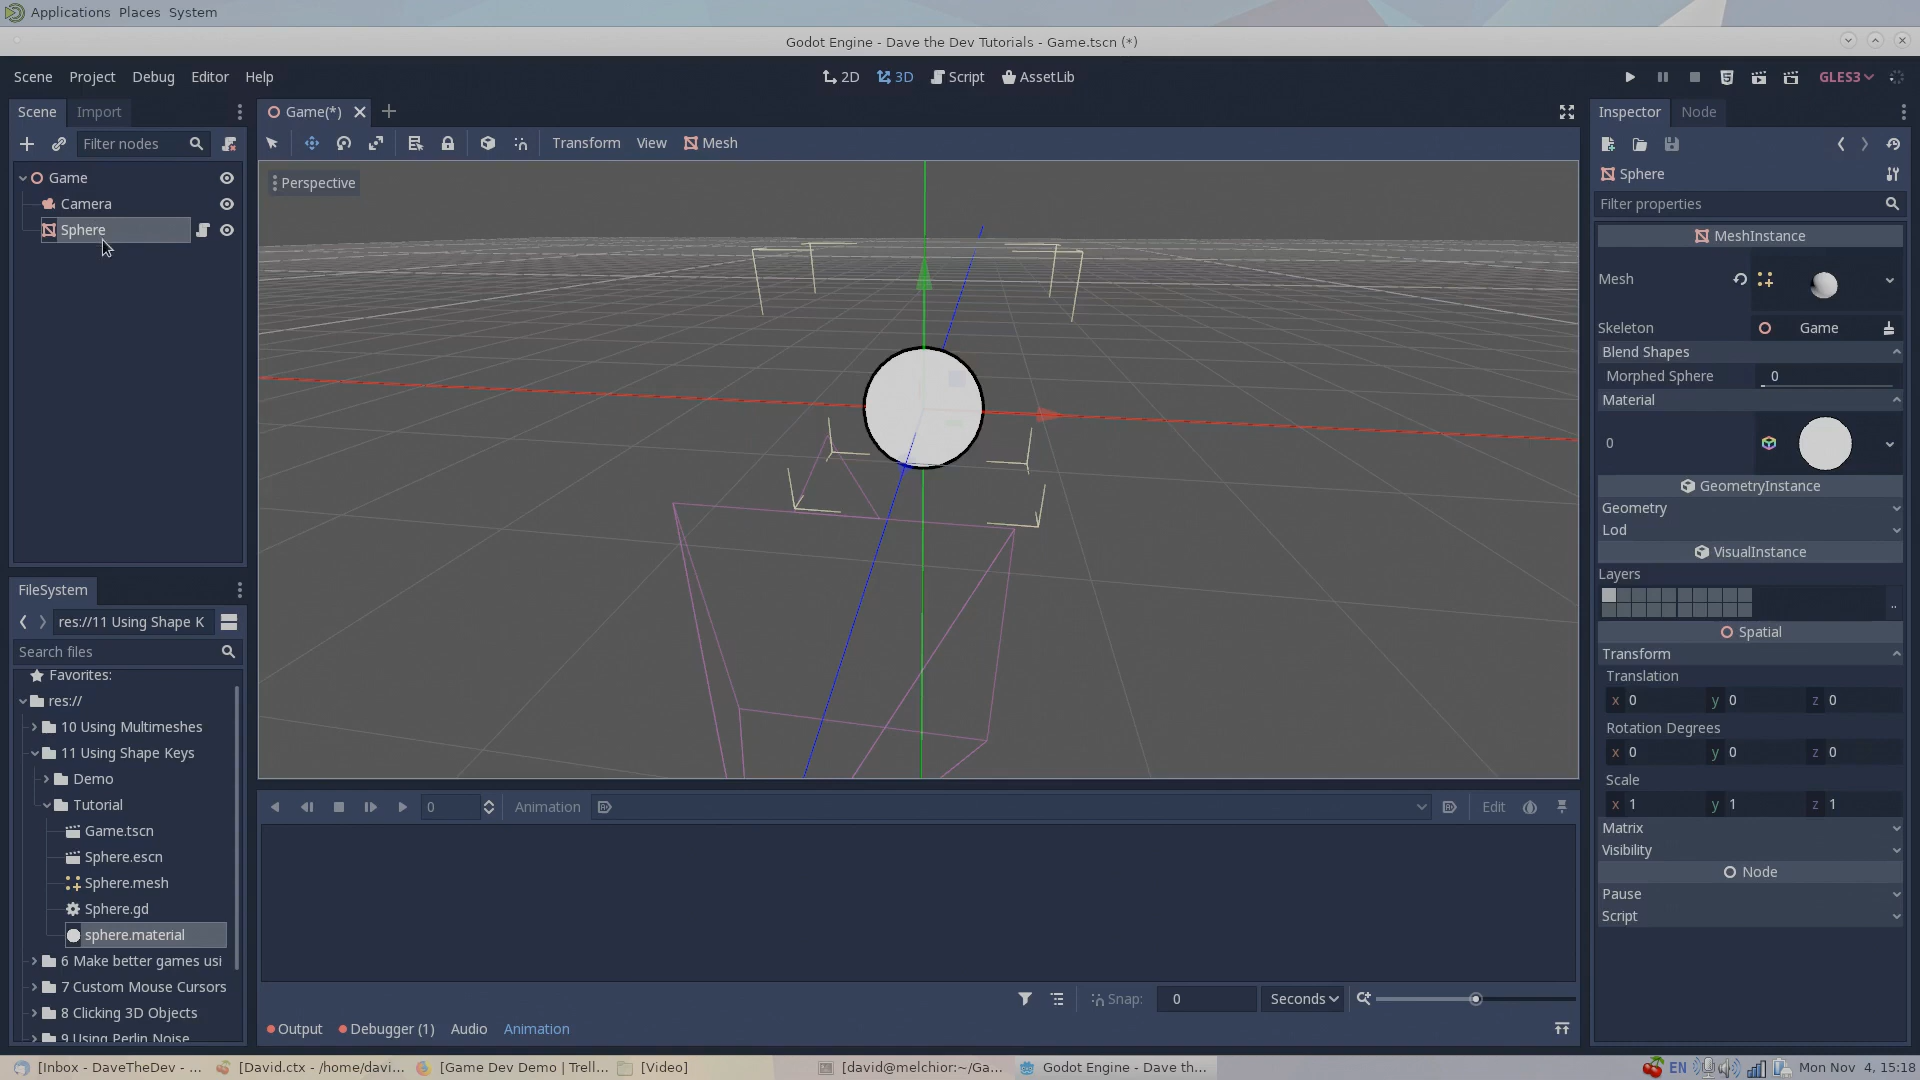 Applications Places System
Godot Engine - Dave the Dev Tutorials - Game.tscn (*)
Scene Project Debug Editor Help
2D 3D Script AssetLib
GLES3
Scene Import
Game(*)
Inspector Node
Filter nodes
Transform View Mesh
Game
Camera
Sphere
Perspective
Sphere
Filter properties
MeshInstance
Mesh
Skeleton Game
Blend Shapes
Morphed Sphere 0
Material
0
GeometryInstance
Geometry
Lod
VisualInstance
Layers
..
Spatial
Transform
Translation
x 0 y 0 z 0
Rotation Degrees
x 0 y 0 z 0
Scale
x 1 y 1 z 1
Matrix
Visibility
Node
Pause
Script
FileSystem
res://11 Using Shape K
Search files
Favorites:
res://
10 Using Multimeshes
11 Using Shape Keys
Demo
Tutorial
Game.tscn
Sphere.escn
Sphere.mesh
Sphere.gd
sphere.material
6 Make better games usi
7 Custom Mouse Cursors
8 Clicking 3D Objects
9 Using Perlin Noise
0 Animation Edit
Snap: 0 Seconds
Output Debugger (1) Audio Animation
[Inbox - DaveTheDev - ... [David.ctx - /home/davi... [Game Dev Demo | Trell... [Video] [david@melchior:~/Ga... Godot Engine - Dave th... EN Mon Nov 4, 15:18